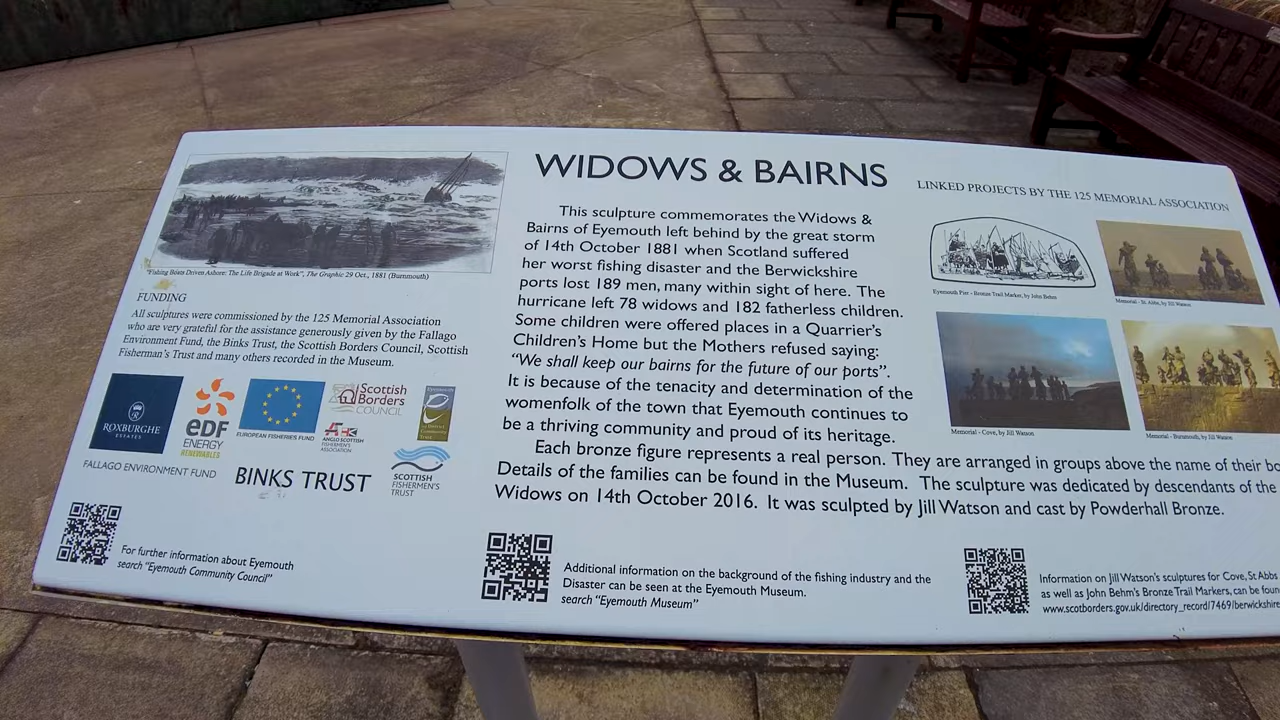 WIDOWS & BAIRNS
This sculpture commemorates the Widows &
Bairns of Eyemouth left behind by the great storm
of 14th October 1881 when Scotland suffered
her worst fishing disaster and the Berwickshire
ports lost 189 men, many within sight of here. The
hurricane left 78 widows and 182 fatherless children.
Some children were offered places in a Quarrier's
Children's Home but the Mothers refused saying:
"We shall keep our bairns for the future of our ports".
It is because of the tenacity and determination of the
womenfolk of the town that Eyemouth continues to
be a thriving community and proud of its heritage.
Each bronze figure represents a real person. They are arranged in groups above the name of their bo
Details of the families can be found in the Museum. The sculpture was dedicated by descendants of the
Widows on 14th October 2016. It was sculpted by Jill Watson and cast by Powderhall Bronze.
"Fishing Boats Driven Ashore: The Life Brigade at Work", The Graphic 29 Oct, 1881 (Burnmouth)
FUNDING
All sculptures were commissioned by the 125 Memorial Association
who are very grateful for the assistance generously given by the Fallago
Environment Fund, the Binks Trust, the Scottish Borders Council, Scottish
Fisherman's Trust and many others recorded in the Museum.
ROXBURGHE
ESTATES
eDF
ENERGY
RENEWABLES
FALLAGO ENVIRONMENT FUND
EUROPEAN FISHERIES FUND
Scottish
Borders
COUNCIL
ANGLO SCOTTISH
FISHERMEN'S
ASSOCIATION
BINKS TRUST
SCOTTISH
FISHERMEN'S
TRUST
LINKED PROJECTS BY THE 125 MEMORIAL ASSOCIATION
Eyemouth Pier - Bronze Trail Marker, by John Behm
Memorial - St Abbs, by Jill Watson
Memorial - Cove, by Jill Watson
Memorial - Burnmouth, by Jill Watson
For further information about Eyemouth
search "Eyemouth Community Council"
Additional information on the background of the fishing industry and the
Disaster can be seen at the Eyemouth Museum.
search "Eyemouth Museum"
Information on Jill Watson's sculptures for Cove, St Abbs
as well as John Behm's Bronze Trail Markers, can be foun
www.scotborders.gov.uk/directory_record/7469/berwickshire